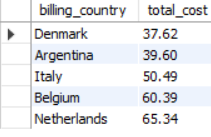 billing_country total_cost
Denmark 37.62
Argentina 39.60
Italy 50.49
Belgium 60.39
Netherlands 65.34